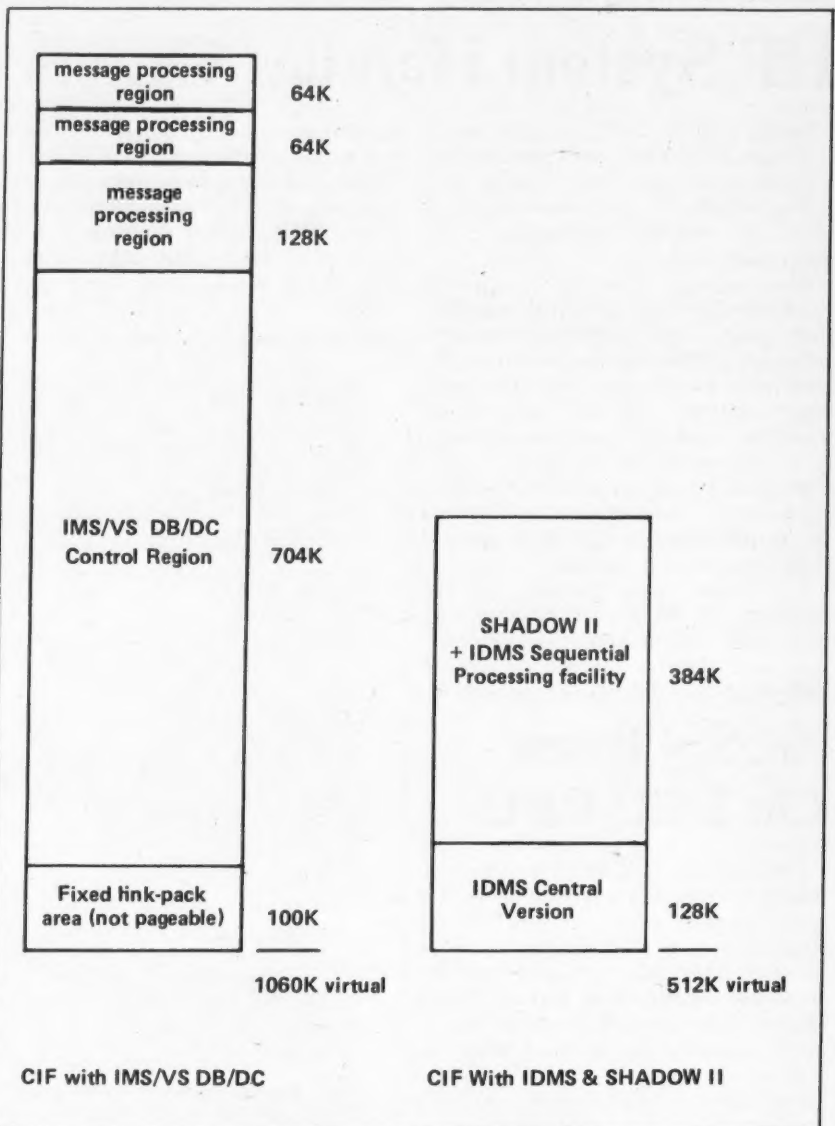 message processing
region
64K
message processing
region
64K
message
processing
region
128K
IMS/VS DB/DC
Control Region
704K
Fixed link-pack
area (not pageable)
100K
1060K virtual
CIF with IMS/VS DB/DC
SHADOW II
+ IDMS Sequential
Processing facility
384K
IDMS Central
Version
128K
512K virtual
CIF With IDMS & SHADOW II